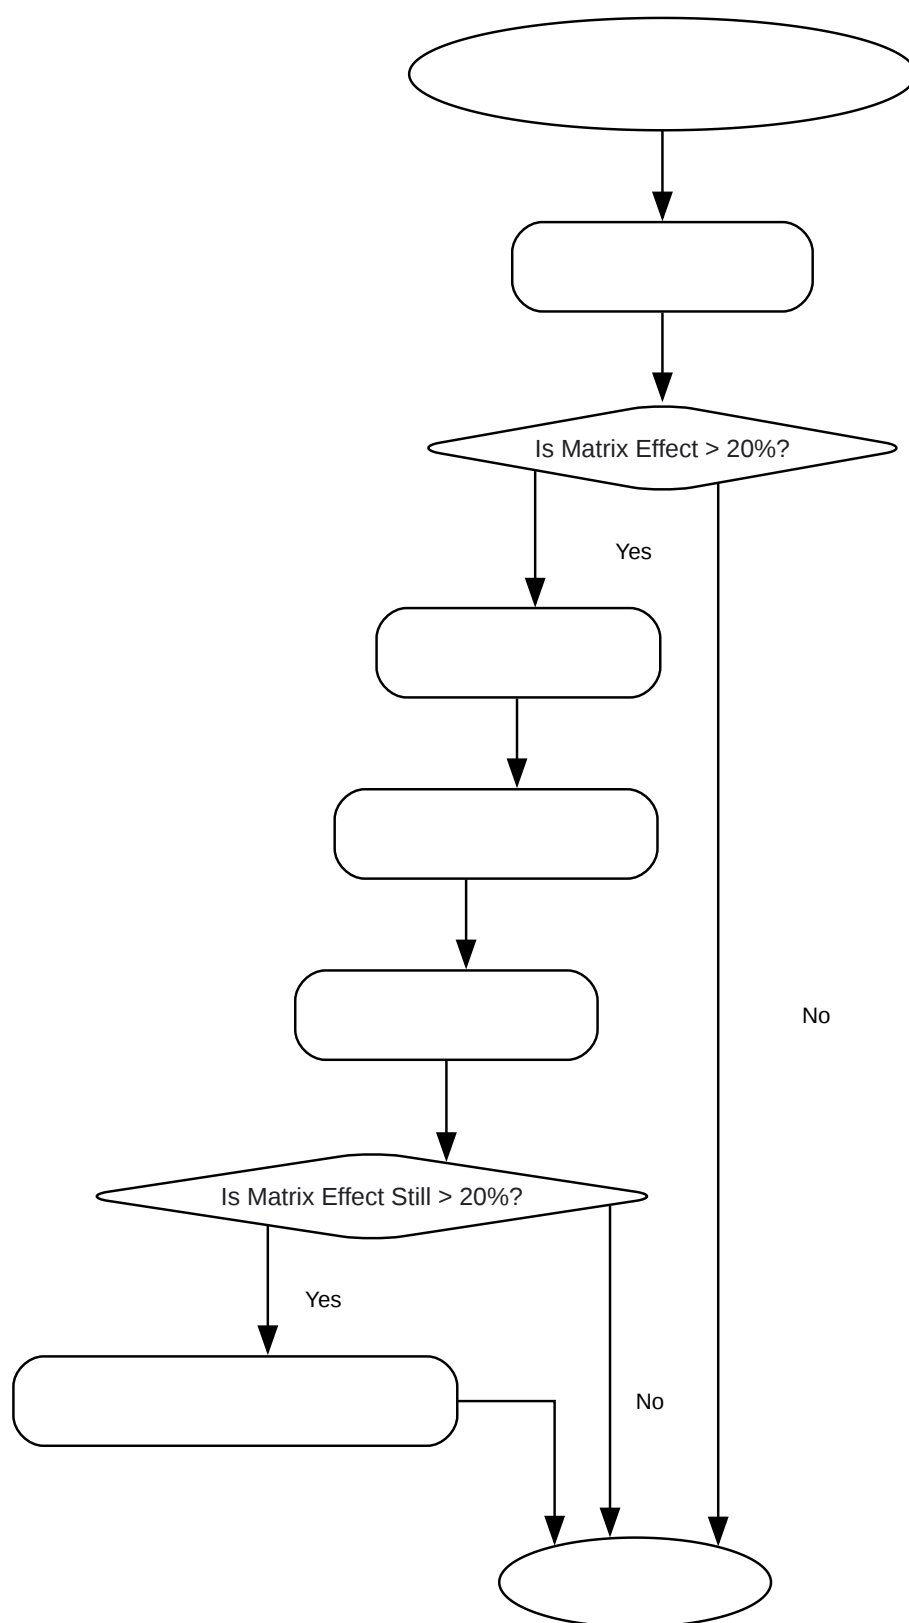 Is Matrix Effect > 20%?
Yes
No
Is Matrix Effect Still > 20%?
Yes
No